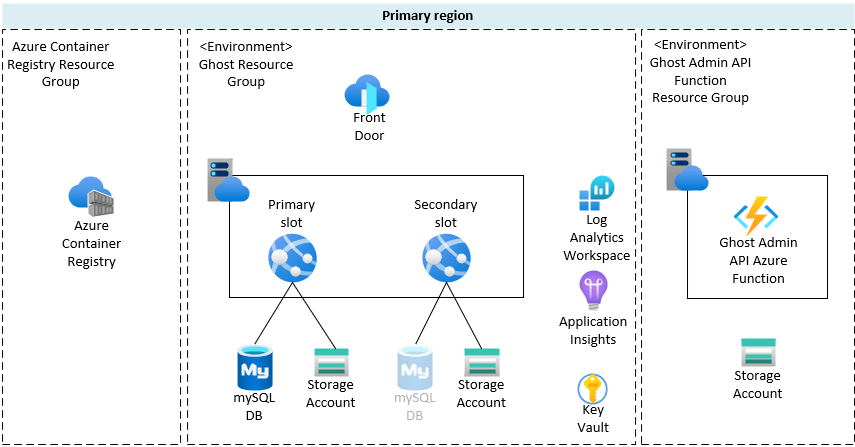 Primary region
Azure Container
Registry Resource
Group
<Environment>
Ghost Resource
Group
<Environment>
Ghost Admin API
Function
Resource Group
Front
Door
Azure
Container
Registry
Primary
slot
Secondary
slot
Log
Analytics
Workspace
Ghost Admin
API Azure
Function
Application
Insights
My
mySQL
DB
Storage
Account
My
mySQL
DB
Storage
Account
Key
Vault
Storage
Account